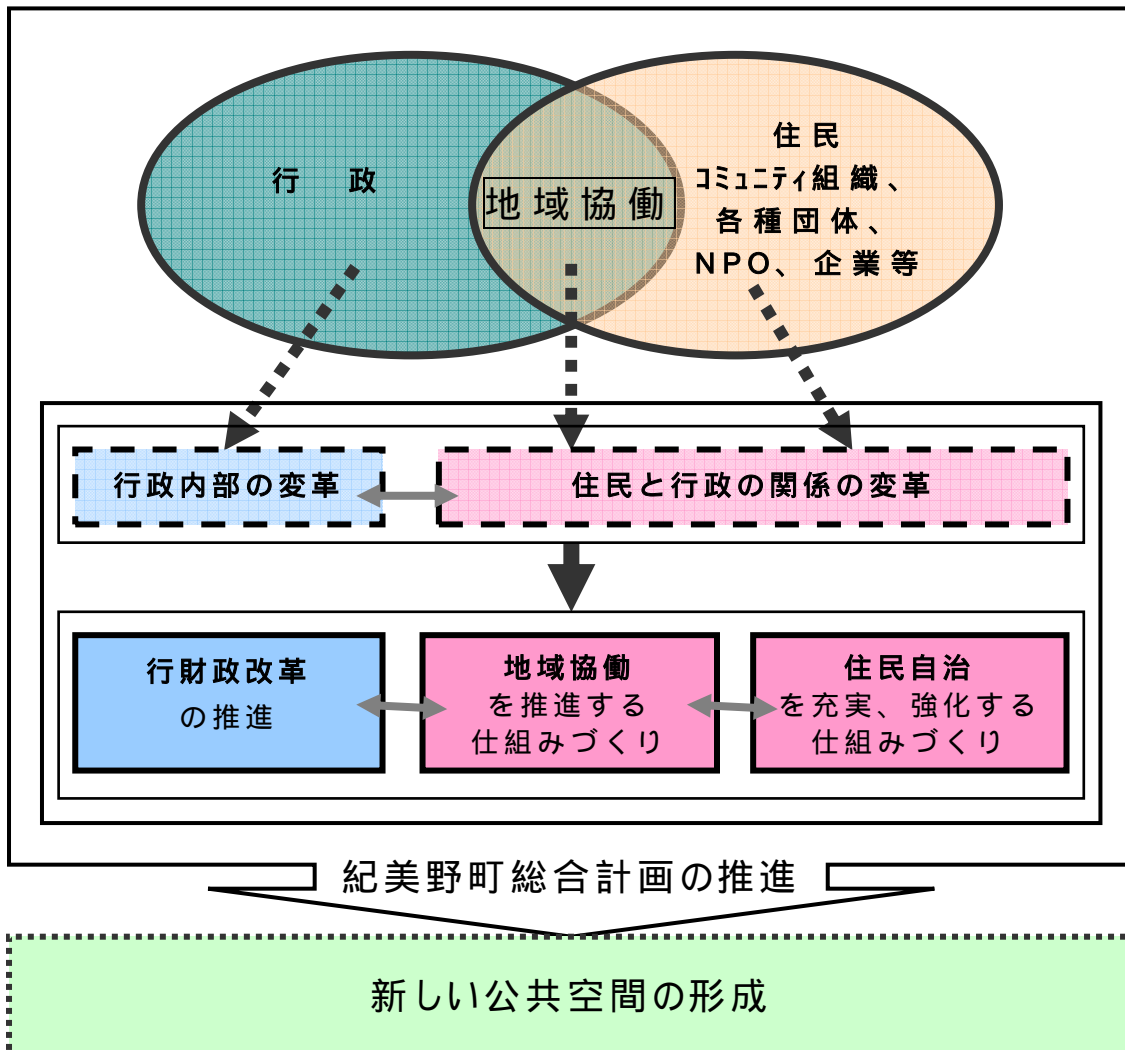 行政
地域協働
住民
コミュニティ組織、
各種団体、
NPO、企業等
行政内部の変革
住民と行政の関係の変革
行財政改革
の推進
地域協働
を推進する
仕組みづくり
住民自治
を充実、強化する
仕組みづくり
紀美野町総合計画の推進
新しい公共空間の形成